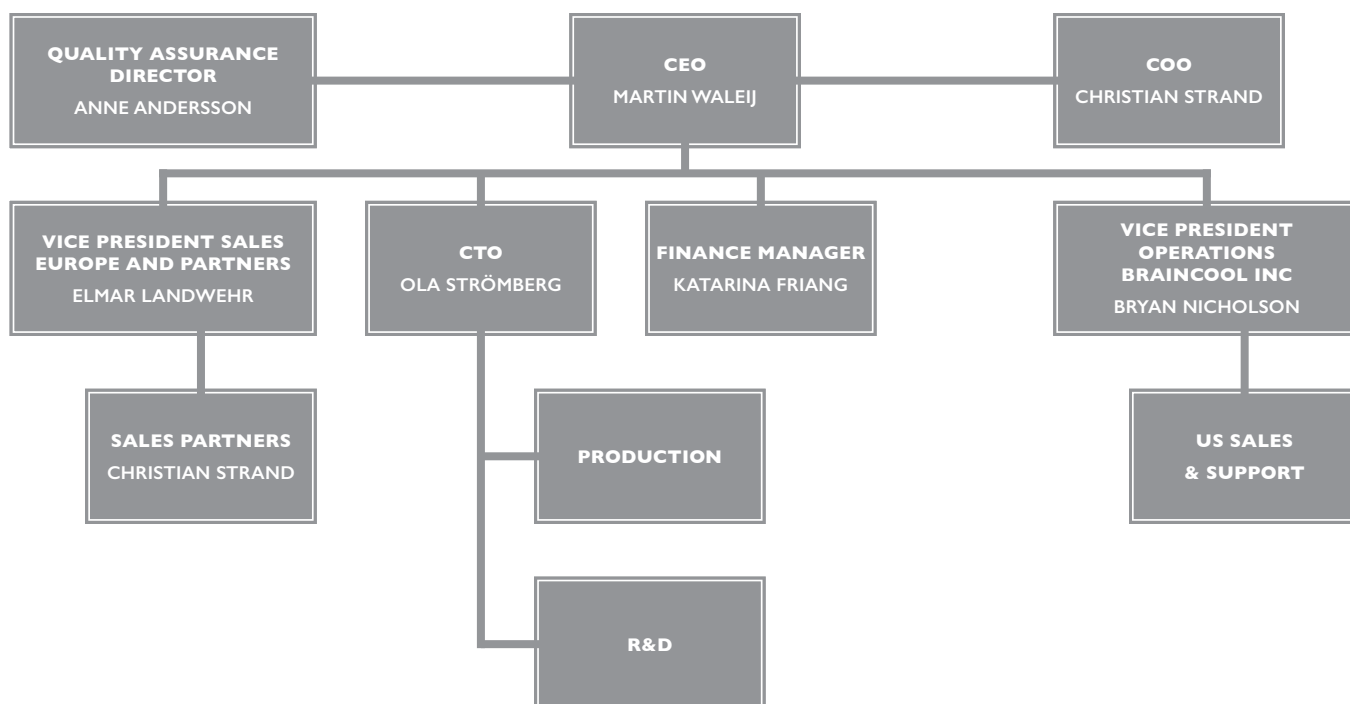 QUALITY ASSURANCE
DIRECTOR
ANNE ANDERSSON
CEO
MARTIN WALEIJ
COO
CHRISTIAN STRAND
VICE PRESIDENT SALES
EUROPE AND PARTNERS
ELMAR LANDWEHR
CTO
OLA STRÖMBERG
FINANCE MANAGER
KATARINA FRIANG
VICE PRESIDENT
OPERATIONS
BRAINCOOL INC
BRYAN NICHOLSON
SALES PARTNERS
CHRISTIAN STRAND
PRODUCTION
US SALES
& SUPPORT
R&D